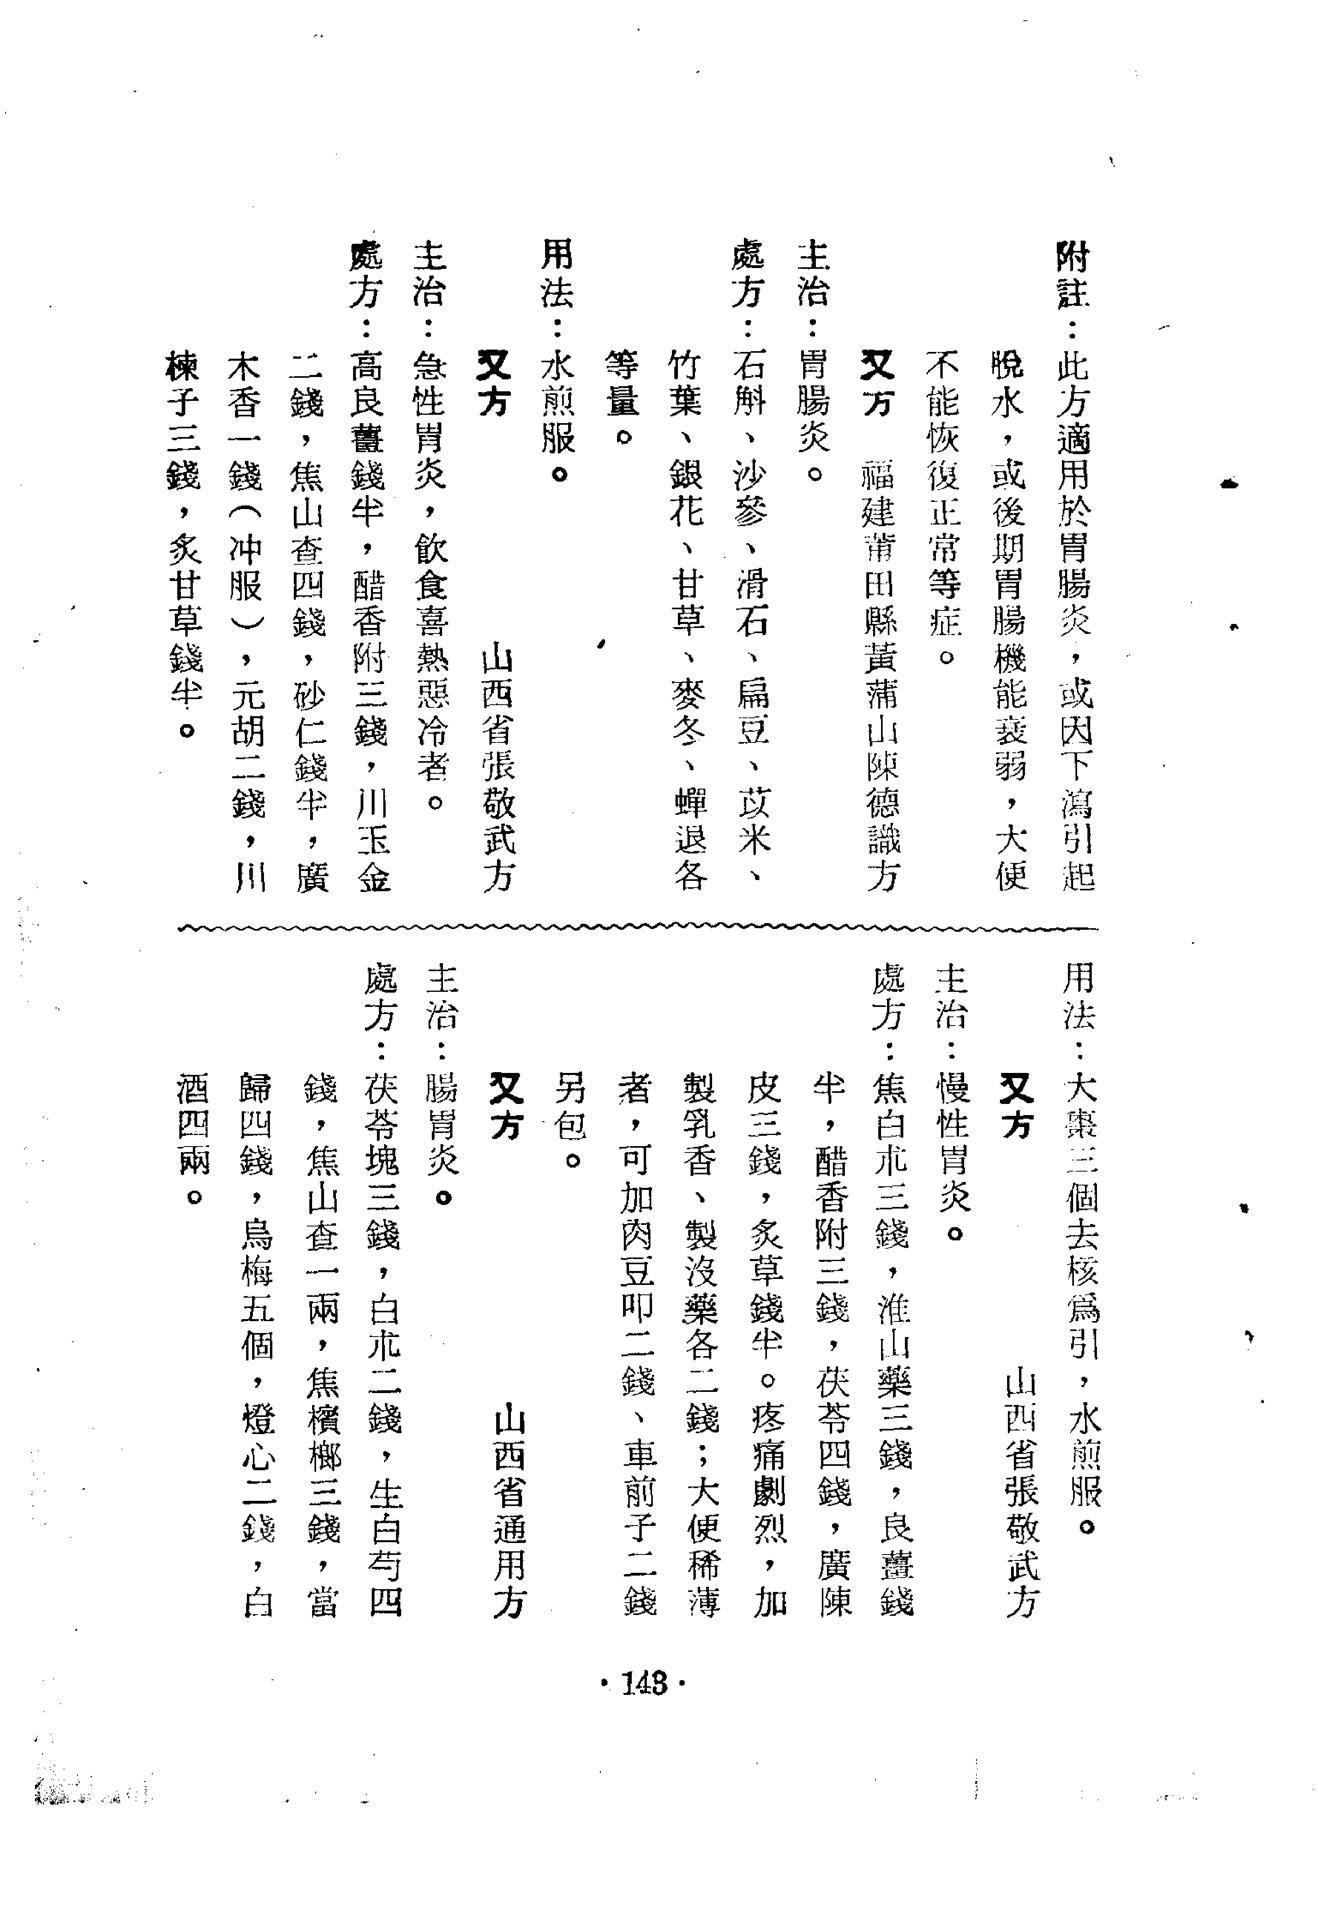 附註：此方適用於胃腸炎，或因下瀉引起
脫水，或後期胃腸機能衰弱，大便
不能恢復正常等症。
又方　福建莆田縣黃蒲山陳德識方
主治：胃腸炎。
處方：石斛、沙參、滑石、扁豆、苡米、
竹葉、銀花、甘草、麥冬、蟬退各
等量。
用法：水煎服。
又方　山西省張敬武方
主治：急性胃炎，飲食喜熱惡冷者。
處方：高良薑錢半，醋香附三錢，川玉金
二錢，焦山查四錢，砂仁錢半，廣
木香一錢（冲服），元胡二錢，川
楝子三錢，炙甘草錢半。
用法：大棗三個去核爲引，水煎服。
又方　山西省張敬武方
主治：慢性胃炎。
處方：焦白朮三錢，淮山藥三錢，良薑錢
半，醋香附三錢，茯苓四錢，廣陳
皮三錢，炙草錢半。疼痛劇烈，加
製乳香、製沒藥各二錢；大便稀薄
者，可加肉豆叩二錢、車前子二錢
另包。
又方　山西省通用方
主治：腸胃炎。
處方：茯苓塊三錢，白朮二錢，生白芍四
錢，焦山查一兩，焦檳榔三錢，當
歸四錢，烏梅五個，燈心二錢，白
酒四兩。
·143·